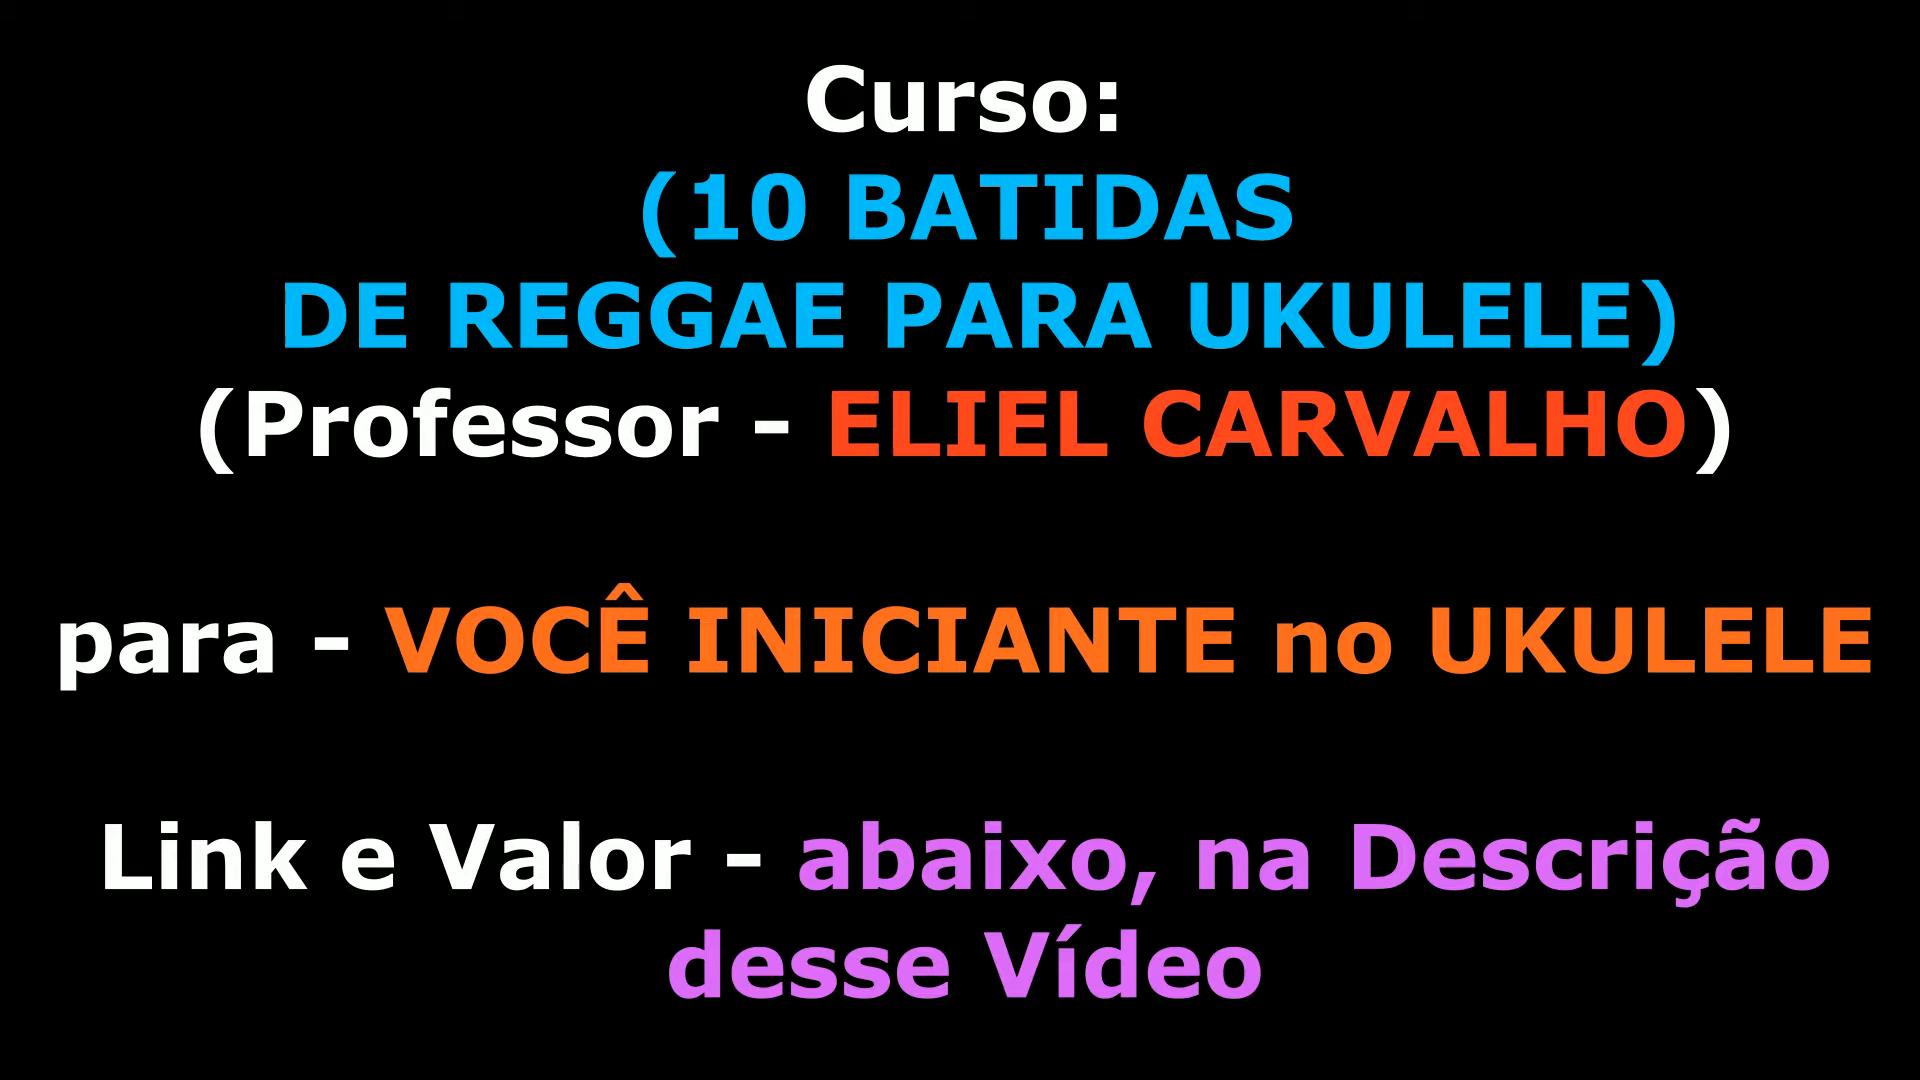 Curso:
(10 BATIDAS
DE REGGAE PARA UKULELE)
(Professor - ELIEL CARVALHO)
para - VOCÊ INICIANTE no UKULELE
Link e Valor - abaixo, na Descrição
desse Vídeo